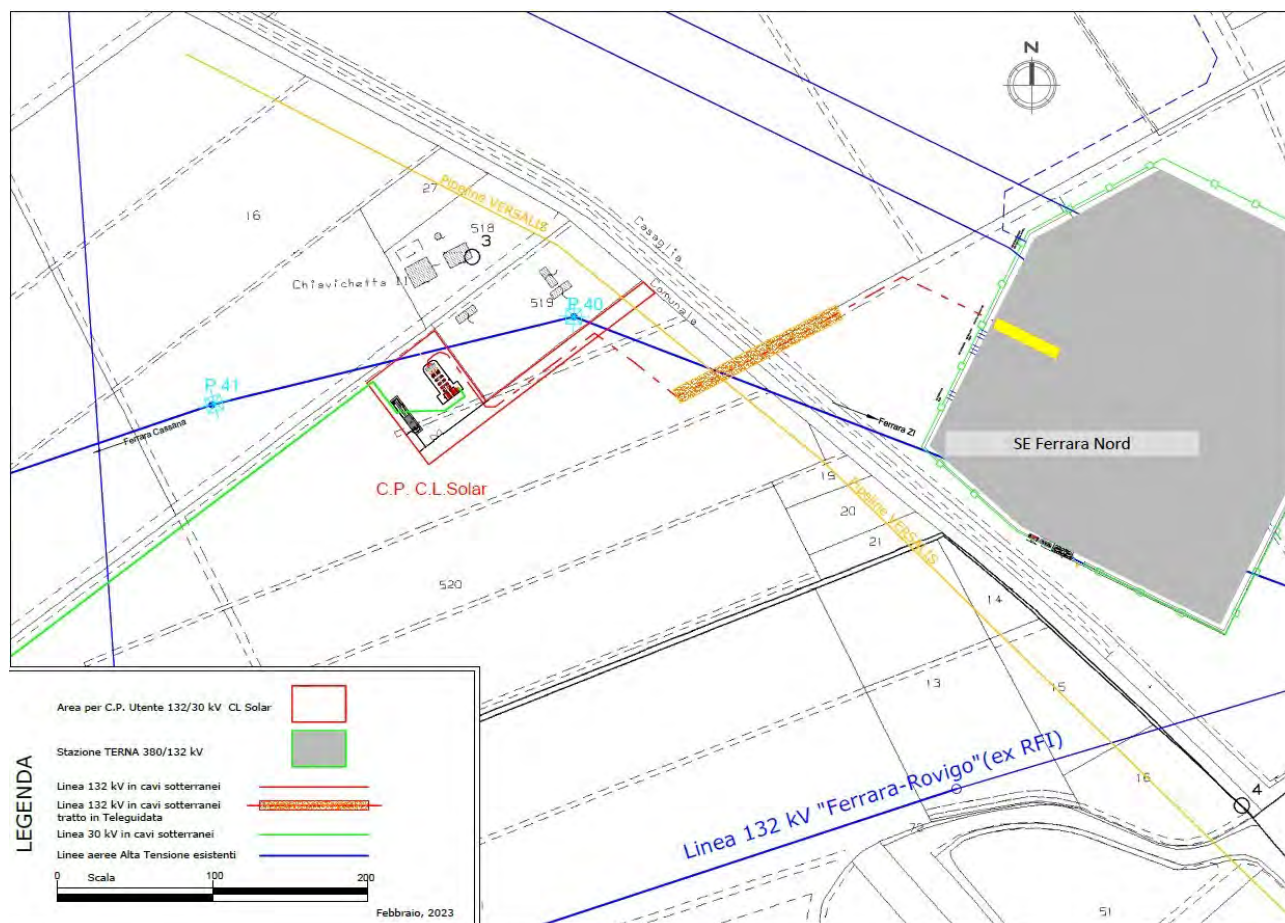 N
Casaglia
Comunale
Pipeline VERSALIS
27
16
518
3
Chiavichetta
519
P.40
P.41
Ferrara Cassana
Ferrara ZI
SE Ferrara Nord
C.P. C.L.Solar
Pipeline VERSALIS
19
20
21
520
14
13
15
16
4
Linea 132 kV "Ferrara-Rovigo"(ex RFI)
72
51
LEGENDA
Area per C.P. Utente 132/30 kV CL Solar
Stazione TERNA 380/132 kV
Linea 132 kV in cavi sotterranei
Linea 132 kV in cavi sotterranei
tratto in Teleguidata
Linea 30 kV in cavi sotterranei
Linee aeree Alta Tensione esistenti
0 Scala 100 200
Febbraio, 2023